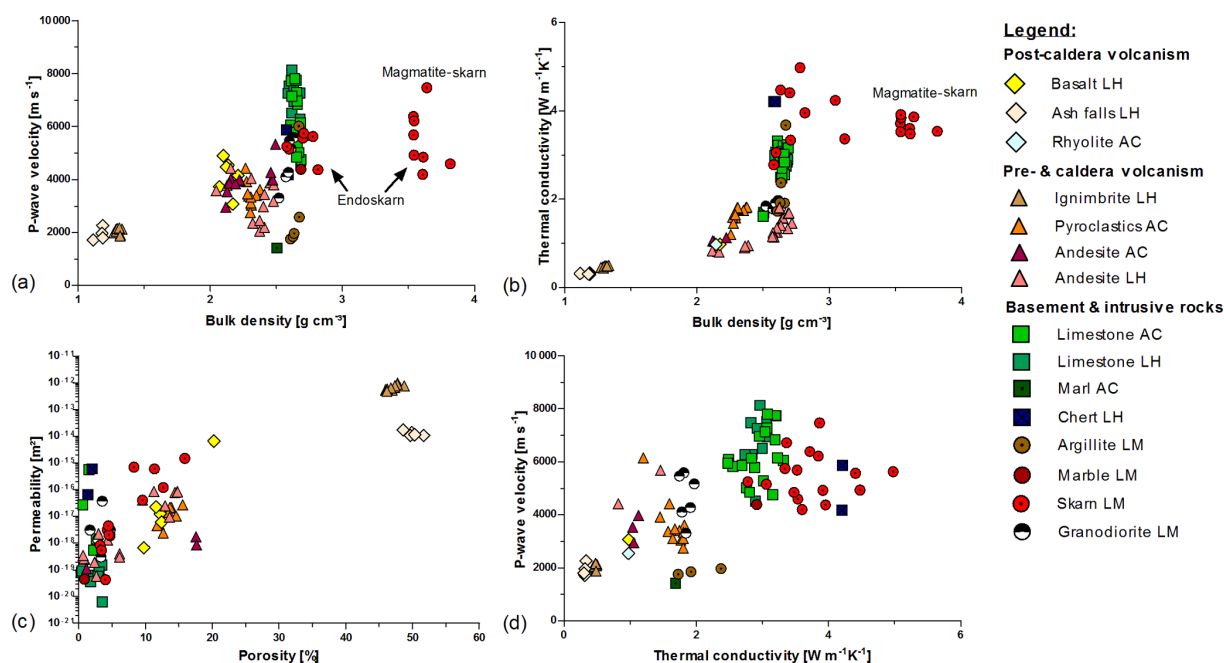 10 000
8000
6000
4000
2000
0
P-wave velocity [m s⁻¹]
Magmatite-skarn
Endoskarn
(a)
1 2 3 4
Bulk density [g cm⁻³]
6
4
2
0
Thermal conductivity [W m⁻¹K⁻¹]
Magmatite-skarn
(b)
1 2 3 4
Bulk density [g cm⁻³]
10⁻¹¹
10⁻¹²
10⁻¹³
10⁻¹⁴
10⁻¹⁵
10⁻¹⁶
10⁻¹⁷
10⁻¹⁸
10⁻¹⁹
10⁻²⁰
10⁻²¹
Permeability [m²]
(c)
0 10 20 30 40 50 60
Porosity [%]
10 000
8000
6000
4000
2000
0
P-wave velocity [m s⁻¹]
(d)
0 2 4 6
Thermal conductivity [W m⁻¹K⁻¹]
Legend:
Post-caldera volcanism
Basalt LH
Ash falls LH
Rhyolite AC
Pre- & caldera volcanism
Ignimbrite LH
Pyroclastics AC
Andesite AC
Andesite LH
Basement & intrusive rocks
Limestone AC
Limestone LH
Marl AC
Chert LH
Argillite LM
Marble LM
Skarn LM
Granodiorite LM